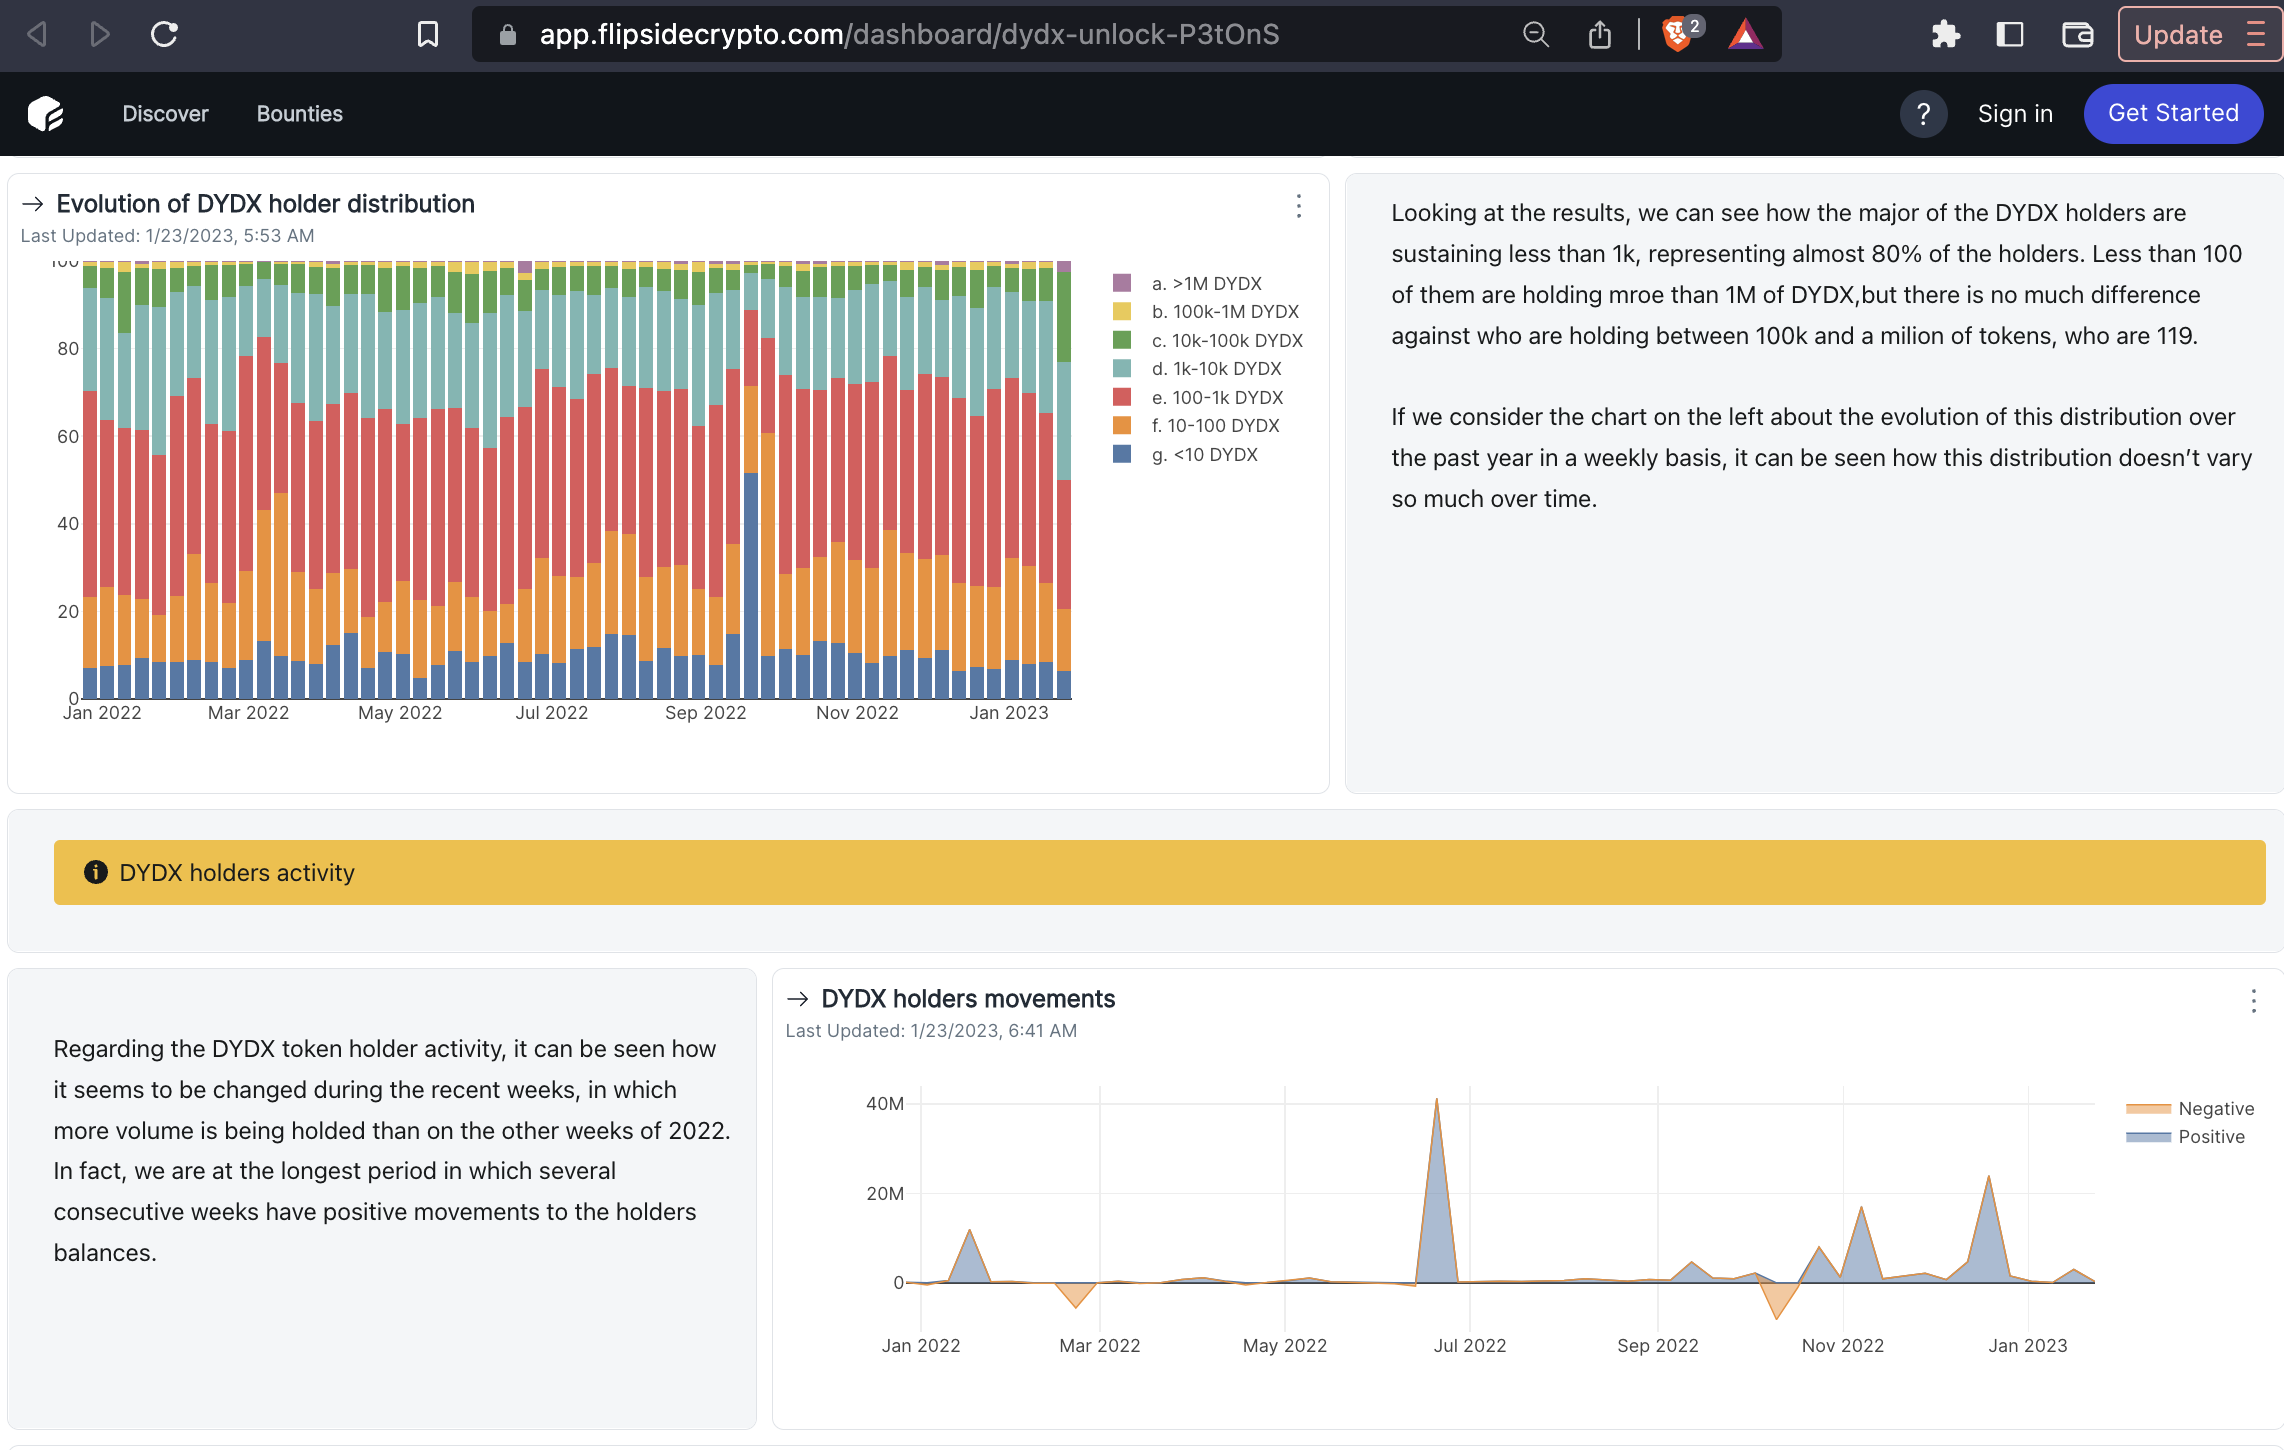 app.flipsidecrypto.com/dashboard/dydx-unlock-P3tOnS
2
Update
Discover
Bounties
?
Sign in
Get Started
→ Evolution of DYDX holder distribution
Last Updated: 1/23/2023, 5:53 AM
100
80
60
40
20
0
Jan 2022
Mar 2022
May 2022
Jul 2022
Sep 2022
Nov 2022
Jan 2023
a. >1M DYDX
b. 100k-1M DYDX
c. 10k-100k DYDX
d. 1k-10k DYDX
e. 100-1k DYDX
f. 10-100 DYDX
g. <10 DYDX
Looking at the results, we can see how the major of the DYDX holders are
sustaining less than 1k, representing almost 80% of the holders. Less than 100
of them are holding mroe than 1M of DYDX,but there is no much difference
against who are holding between 100k and a milion of tokens, who are 119.
If we consider the chart on the left about the evolution of this distribution over
the past year in a weekly basis, it can be seen how this distribution doesn't vary
so much over time.
DYDX holders activity
Regarding the DYDX token holder activity, it can be seen how
it seems to be changed during the recent weeks, in which
more volume is being holded than on the other weeks of 2022.
In fact, we are at the longest period in which several
consecutive weeks have positive movements to the holders
balances.
→ DYDX holders movements
Last Updated: 1/23/2023, 6:41 AM
40M
20M
0
Jan 2022
Mar 2022
May 2022
Jul 2022
Sep 2022
Nov 2022
Jan 2023
Negative
Positive